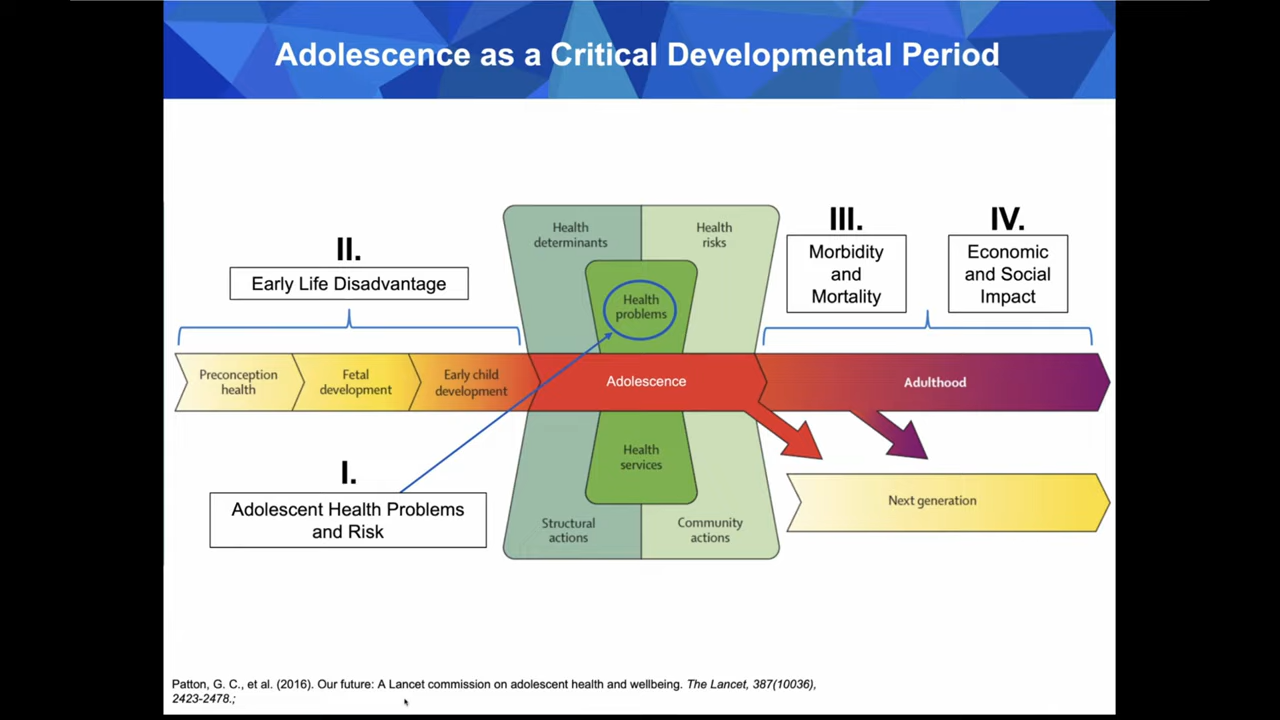 Adolescence as a Critical Developmental Period
II.
Early Life Disadvantage
Health
determinants
Health
risks
Health
problems
III.
Morbidity
and
Mortality
IV.
Economic
and Social
Impact
Preconception
health
Fetal
development
Early child
development
Adolescence
Adulthood
I.
Adolescent Health Problems
and Risk
Health
services
Structural
actions
Community
actions
Next generation
Patton, G. C., et al. (2016). Our future: A Lancet commission on adolescent health and wellbeing. The Lancet, 387(10036),
2423-2478.;